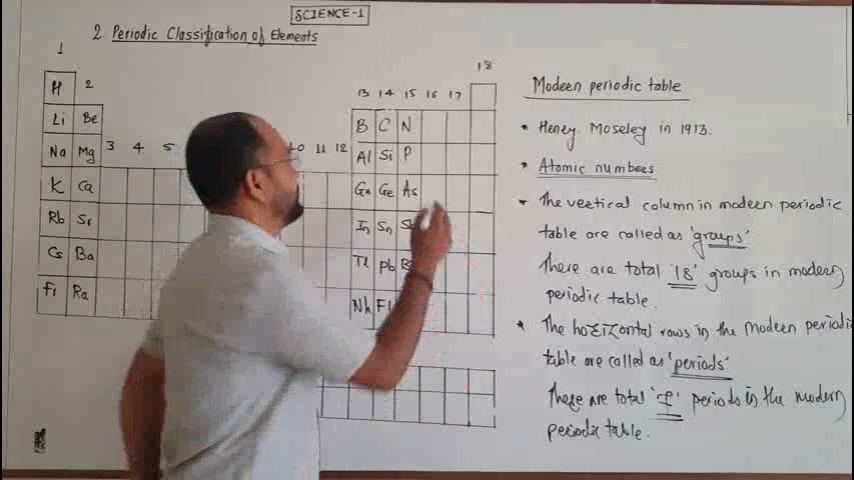 SCIENCE-1
2 Periodic Classification of Elements
1
18
2
13 14 15 16 17
3 4 5
10 11 12
H
Li Be
B C N
Na Mg
Al Si P
K Ca
Ga Ge As
Rb Sr
In Sn
Cs Ba
Tl Pb
Fr Ra
Nh Fl
Modern periodic table
* Henry Moseley in 1913.
* Atomic numbers
* The vertical column in modern periodic
table are called as 'groups'
There are total '18' groups in modern
periodic table.
* The horizontal rows in the modern periodic
table are called as 'periods'
There are total '7' periods in the modern
periodic table.